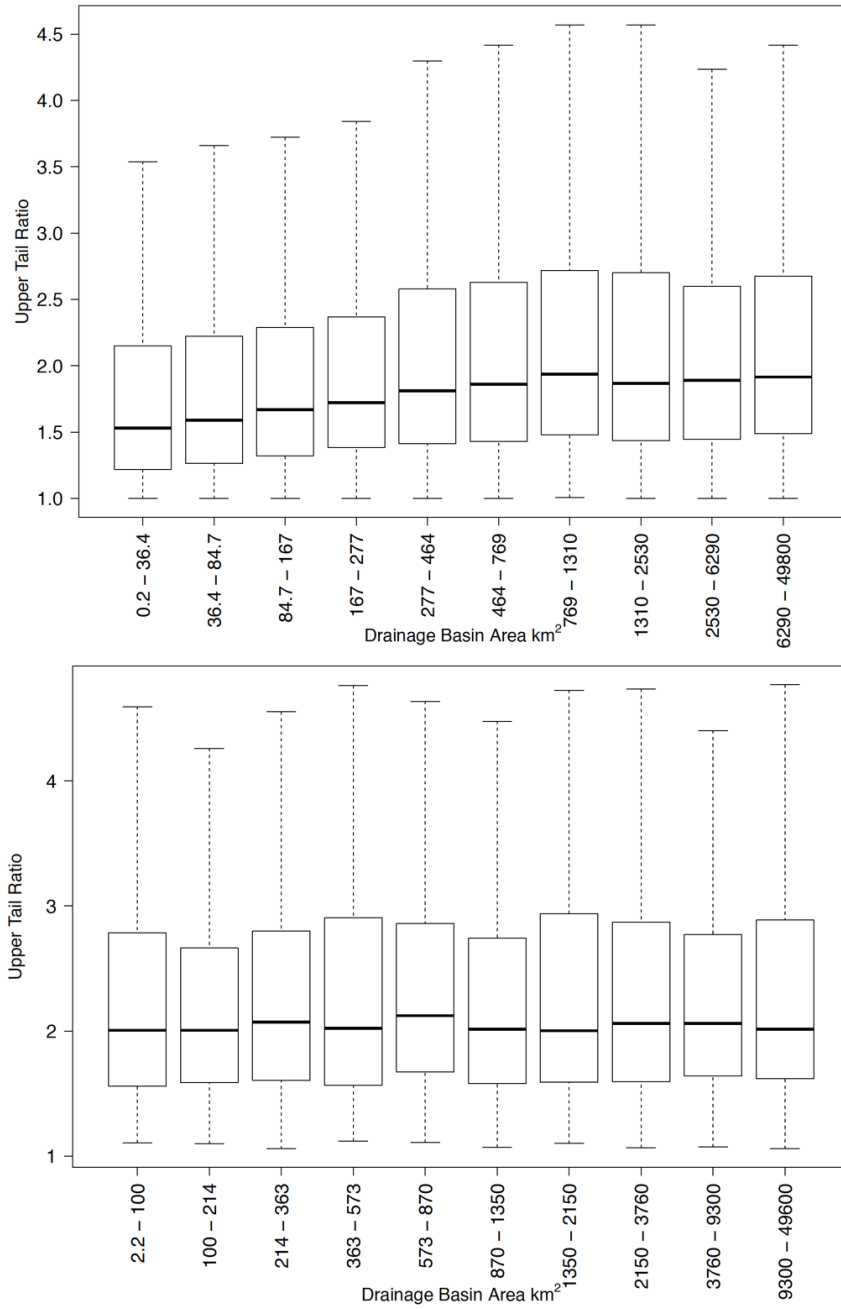 4.5
4.0
3.5
3.0
2.5
2.0
1.5
1.0
Upper Tail Ratio
0.2 – 36.4
36.4 – 84.7
84.7 – 167
167 – 277
277 – 464
464 – 769
769 – 1310
1310 – 2530
2530 – 6290
6290 – 49800
Drainage Basin Area km²
4
3
2
1
Upper Tail Ratio
2.2 – 100
100 – 214
214 – 363
363 – 573
573 – 870
870 – 1350
1350 – 2150
2150 – 3760
3760 – 9300
9300 – 49600
Drainage Basin Area km²